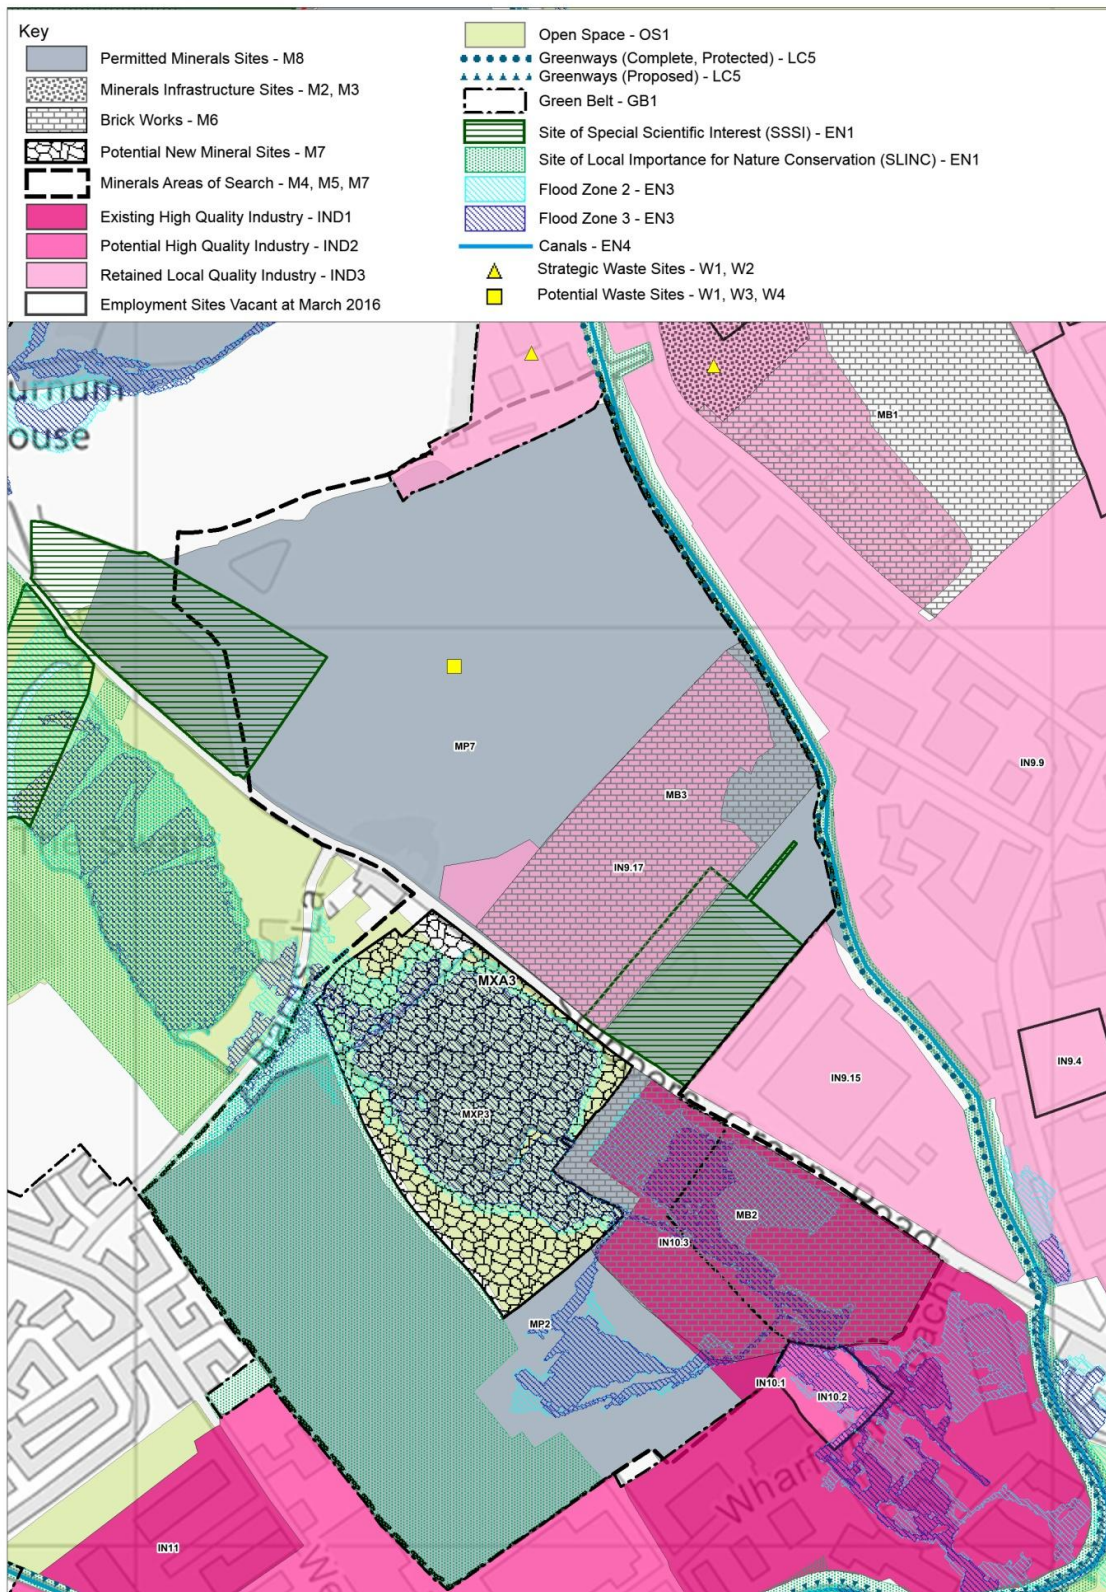 Key
Permitted Minerals Sites - M8
Minerals Infrastructure Sites - M2, M3
Brick Works - M6
Potential New Mineral Sites - M7
Minerals Areas of Search - M4, M5, M7
Existing High Quality Industry - IND1
Potential High Quality Industry - IND2
Retained Local Quality Industry - IND3
Employment Sites Vacant at March 2016
Open Space - OS1
Greenways (Complete, Protected) - LC5
Greenways (Proposed) - LC5
Green Belt - GB1
Site of Special Scientific Interest (SSSI) - EN1
Site of Local Importance for Nature Conservation (SLINC) - EN1
Flood Zone 2 - EN3
Flood Zone 3 - EN3
Canals - EN4
Strategic Waste Sites - W1, W2
Potential Waste Sites - W1, W3, W4
urnum
ouse
MB1
MP7
IN9.9
MB3
IN9.17
MXA3
IN9.4
IN9.15
MXP3
MB2
IN10.3
MP2
IN10.1
IN10.2
Road
Wharf
IN11